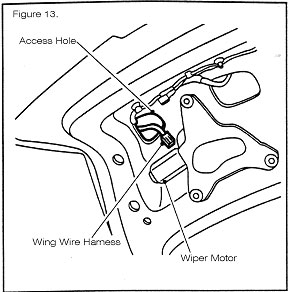 Figure 13.
Access Hole
Wing Wire Harness
Wiper Motor